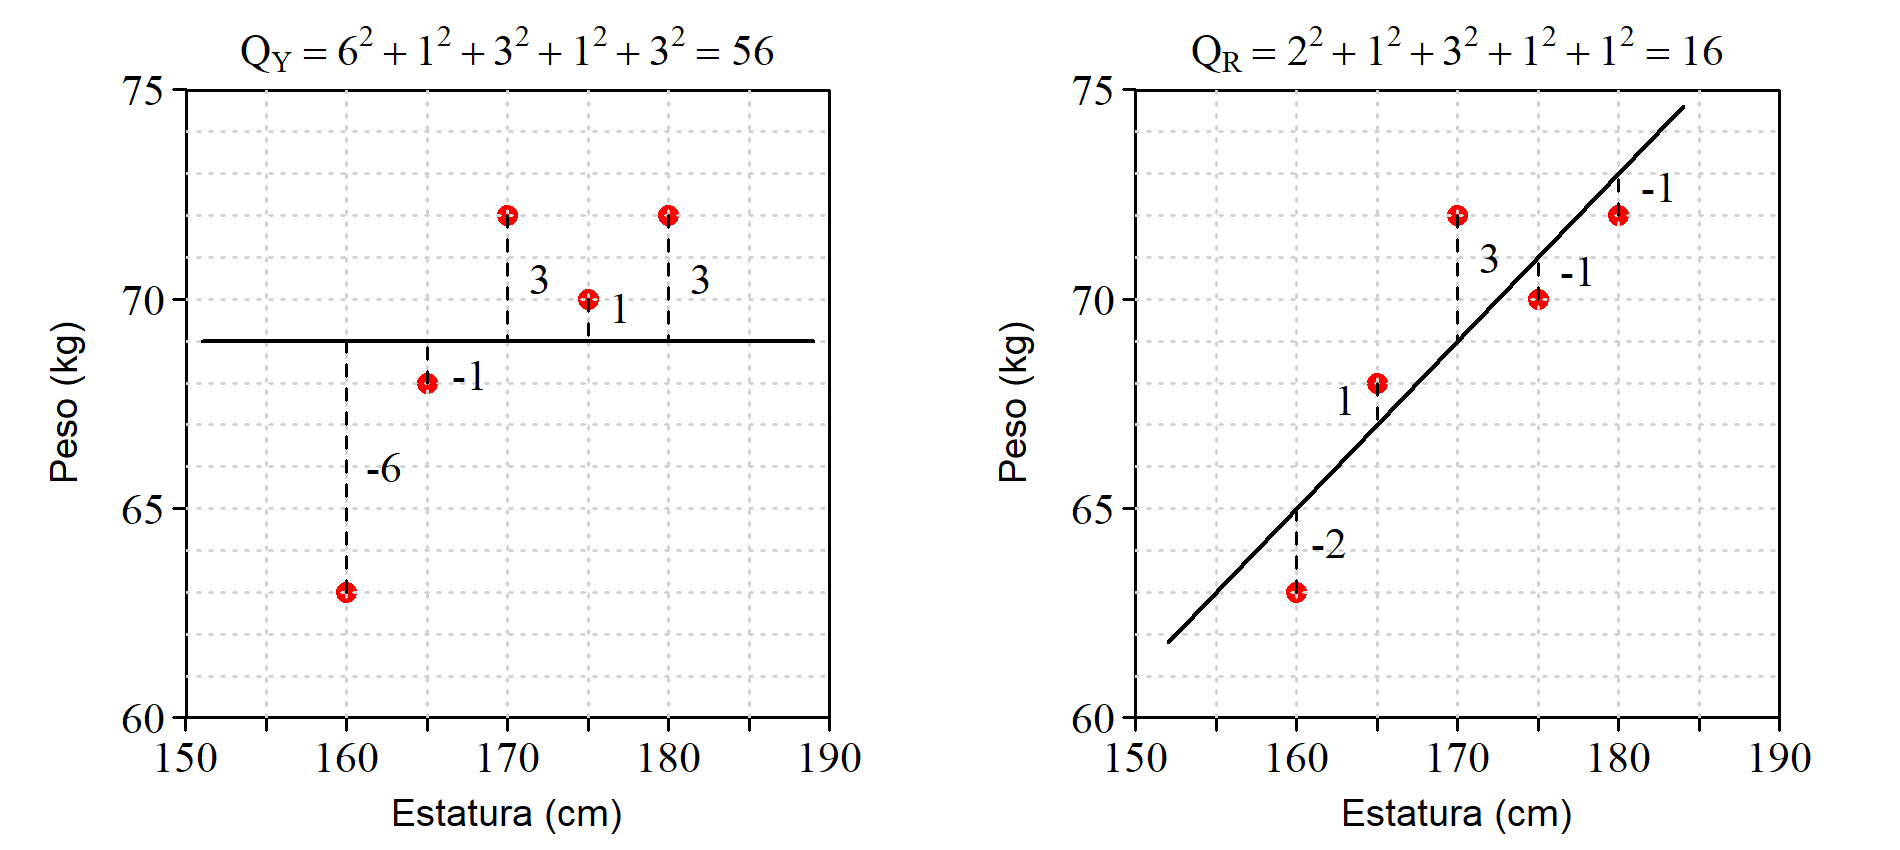 Q_Y = 6² + 1² + 3² + 1² + 3² = 56
75
70
65
60
Peso (kg)
3
3
1
-1
-6
150 160 170 180 190
Estatura (cm)
Q_R = 2² + 1² + 3² + 1² + 1² = 16
75
70
65
60
Peso (kg)
-1
3
-1
1
-2
150 160 170 180 190
Estatura (cm)